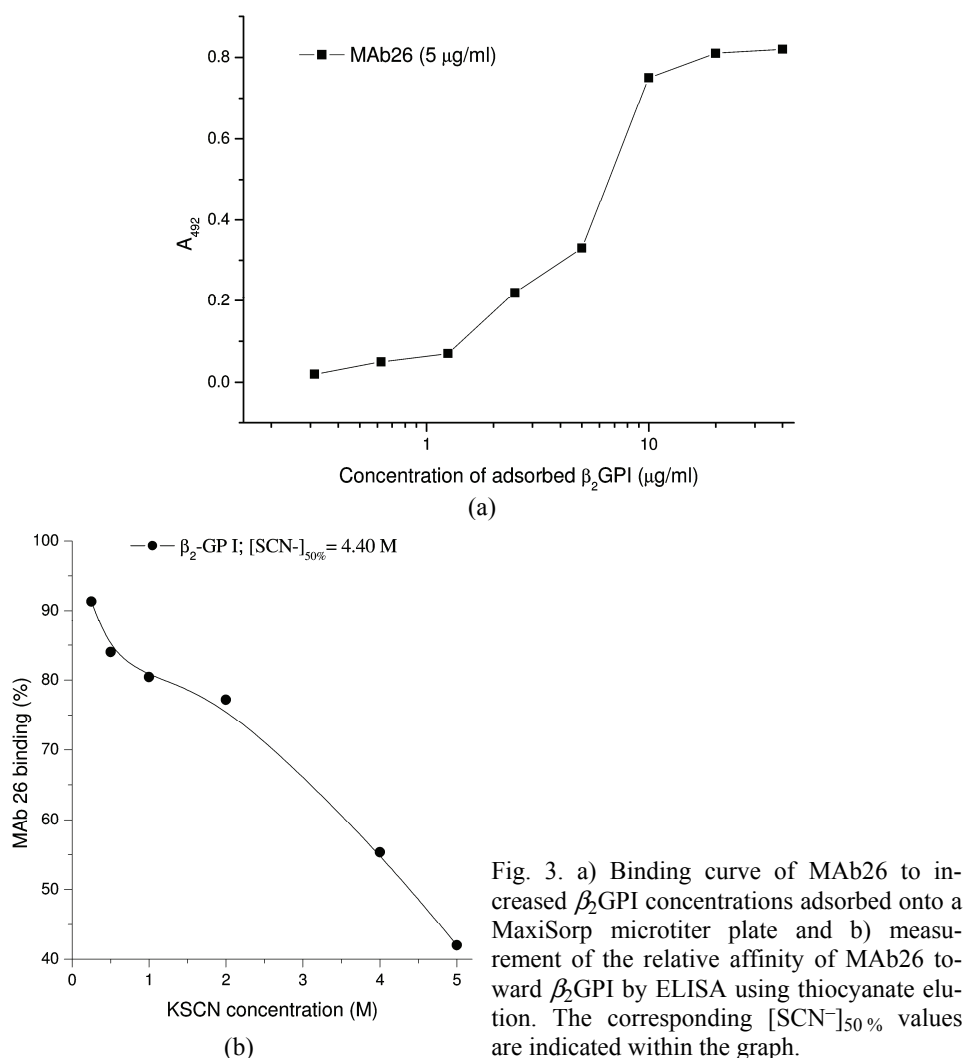 MAb26 (5 μg/ml)
0.8
0.6
0.4
0.2
0.0
A₄₉₂
1
10
Concentration of adsorbed β₂GPI (μg/ml)
(a)
β₂-GP I; [SCN-]₅₀%= 4.40 M
100
90
80
70
60
50
40
MAb 26 binding (%)
0
1
2
3
4
5
KSCN concentration (M)
(b)
Fig. 3. a) Binding curve of MAb26 to in-
creased β₂GPI concentrations adsorbed onto a
MaxiSorp microtiter plate and b) measu-
rement of the relative affinity of MAb26 to-
ward β₂GPI by ELISA using thiocyanate elu-
tion. The corresponding [SCN⁻]₅₀ % values
are indicated within the graph.